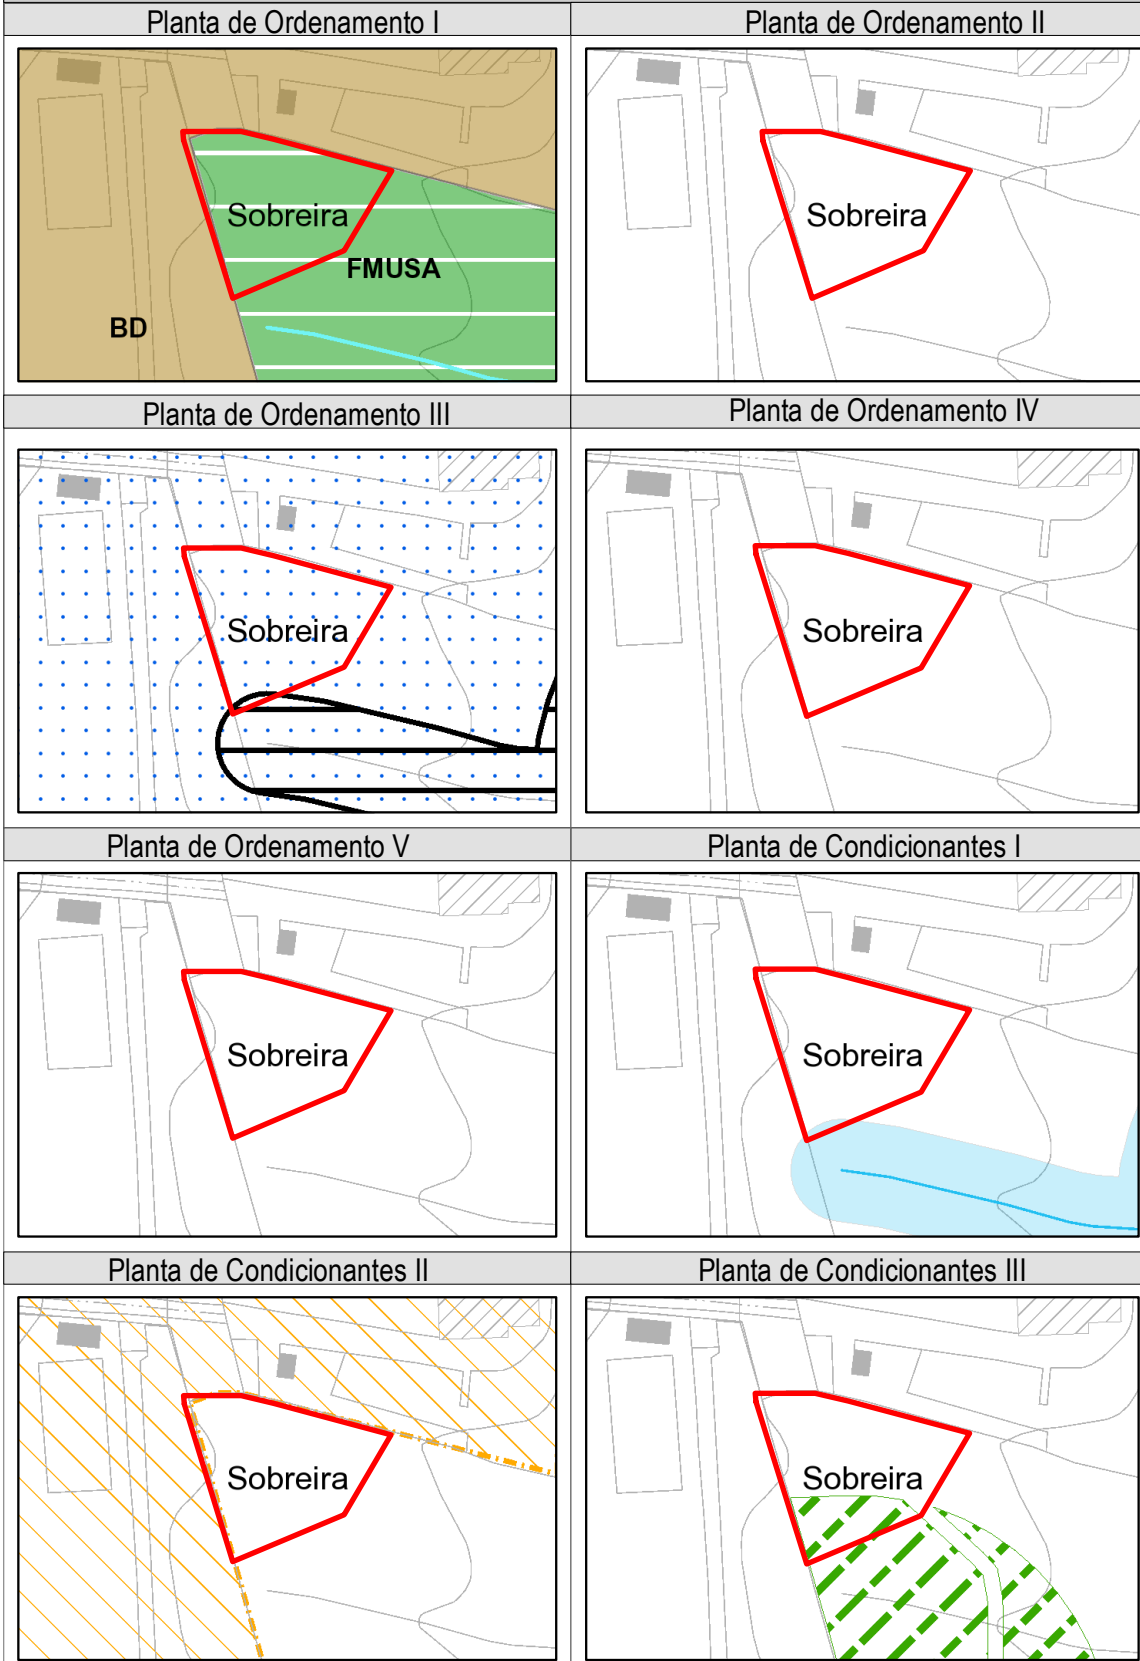 Planta de Ordenamento I
Planta de Ordenamento II
Sobreira
FMUSA
BD
Sobreira
Planta de Ordenamento III
Planta de Ordenamento IV
Sobreira
Sobreira
Planta de Ordenamento V
Planta de Condicionantes I
Sobreira
Sobreira
Planta de Condicionantes II
Planta de Condicionantes III
Sobreira
Sobreira